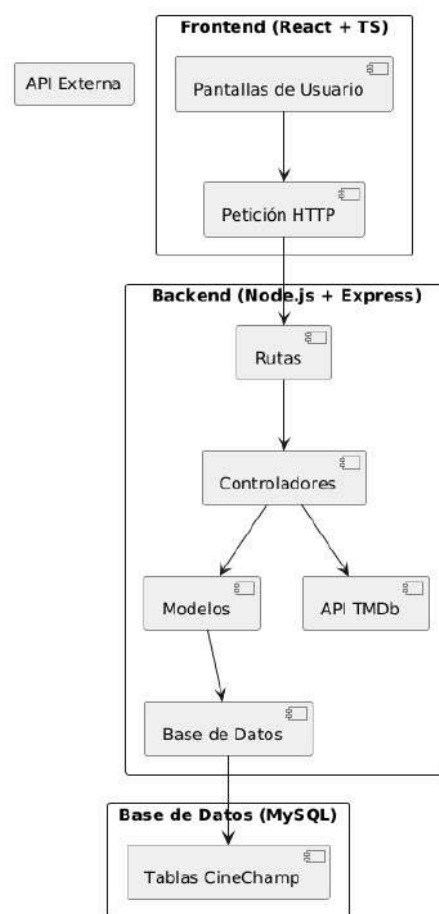 Frontend (React + TS)
API Externa
Pantallas de Usuario
Petición HTTP
Backend (Node.js + Express)
Rutas
Controladores
Modelos
API TMDb
Base de Datos
Base de Datos (MySQL)
Tablas CineChamp